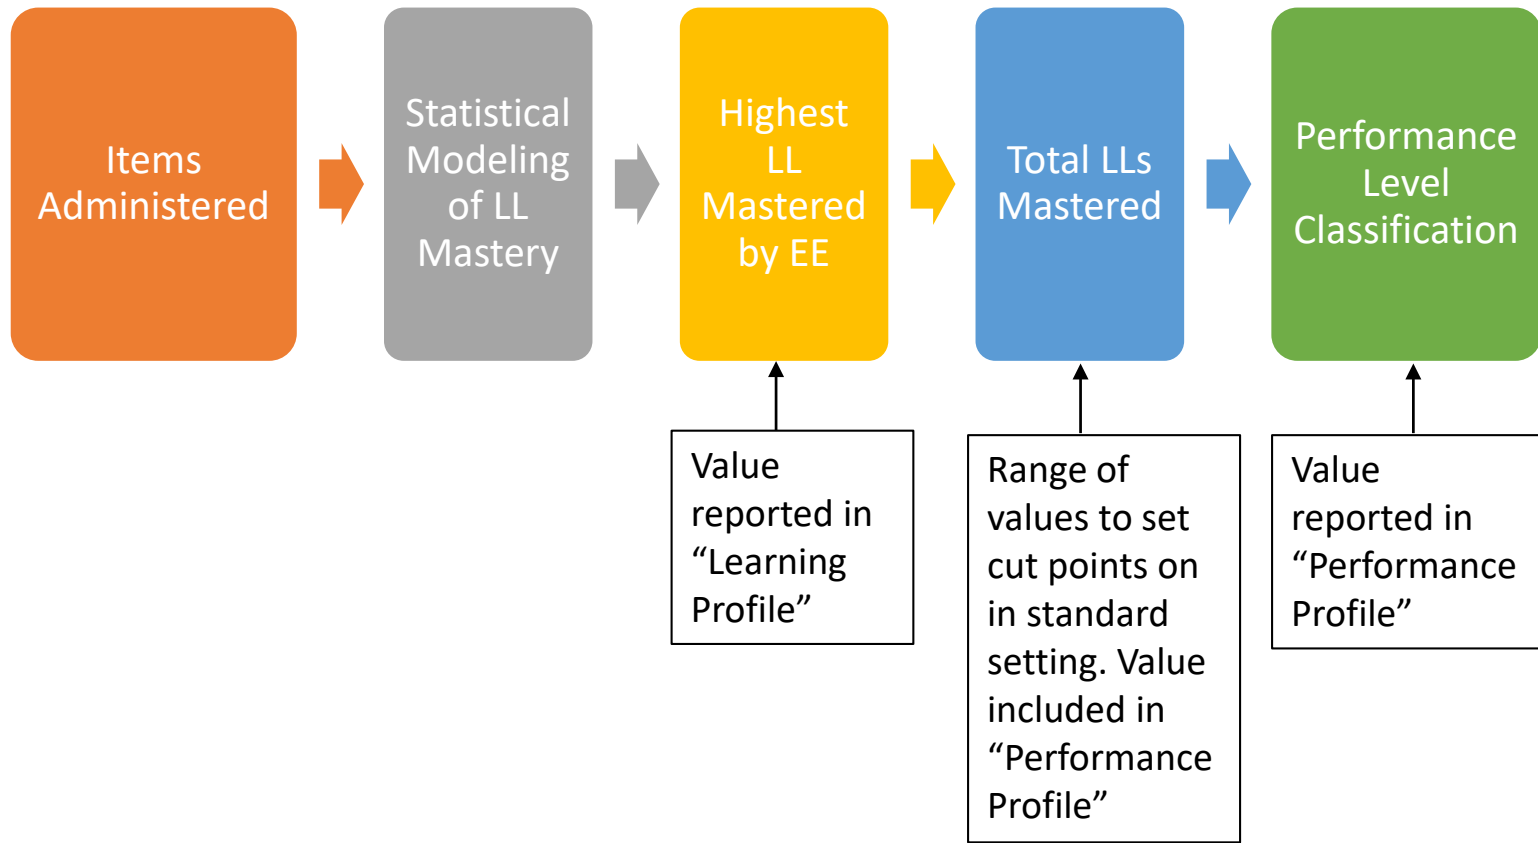 Items
Administered
Statistical
Modeling
of LL
Mastery
Highest
LL
Mastered
by EE
Total LLs
Mastered
Performance
Level
Classification
Value
reported in
“Learning
Profile”
Range of
values to set
cut points on
in standard
setting. Value
included in
“Performance
Profile”
Value
reported in
“Performance
Profile”